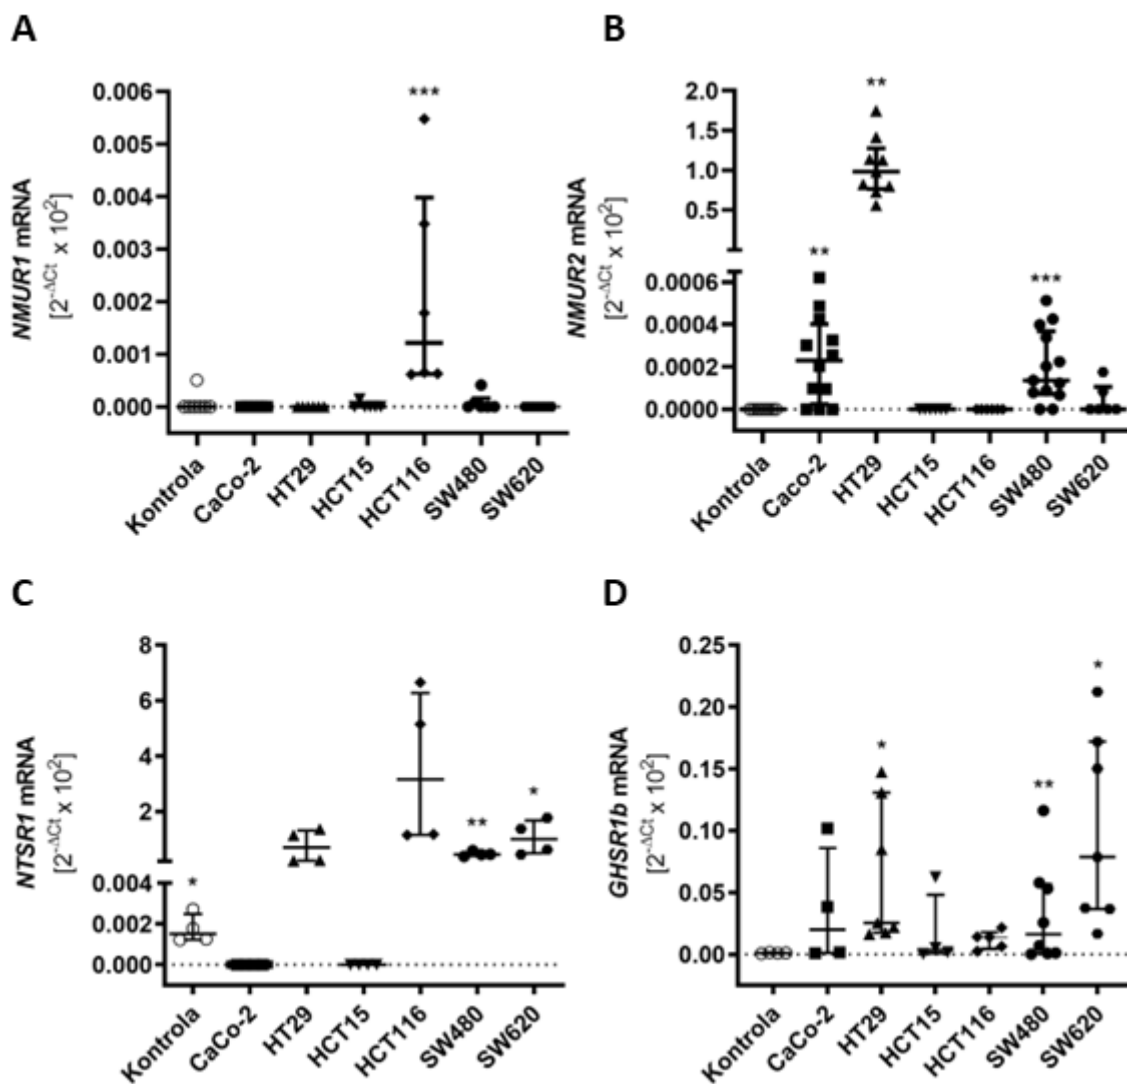 A
NMUR1 mRNA
[2^-ΔCt x 10^2]
0.006
0.005
0.004
0.003
0.002
0.001
0.000
***
Kontrola
CaCo-2
HT29
HCT15
HCT116
SW480
SW620
B
NMUR2 mRNA
[2^-ΔCt x 10^2]
2.0
1.5
1.0
0.5
0.0006
0.0004
0.0002
0.0000
**
**
***
Kontrola
Caco-2
HT29
HCT15
HCT116
SW480
SW620
C
NTSR1 mRNA
[2^-ΔCt x 10^2]
8
6
4
2
0.004
0.002
0.000
*
**
*
Kontrola
CaCo-2
HT29
HCT15
HCT116
SW480
SW620
D
GHSR1b mRNA
[2^-ΔCt x 10^2]
0.25
0.20
0.15
0.10
0.05
0.00
*
**
*
Kontrola
CaCo-2
HT29
HCT15
HCT116
SW480
SW620